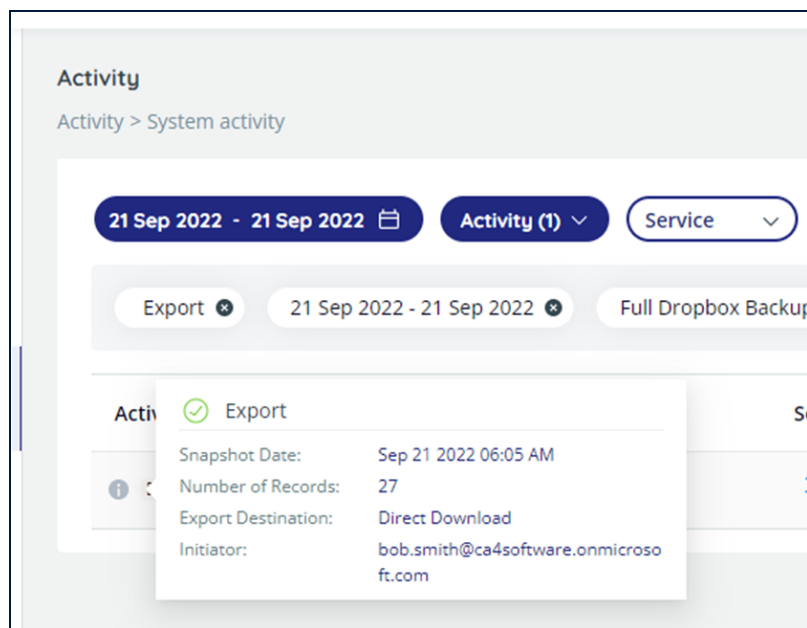 Activity
Activity > System activity
21 Sep 2022 - 21 Sep 2022
Activity (1)
Service
Export
21 Sep 2022 - 21 Sep 2022
Full Dropbox Backup
Export
Snapshot Date: Sep 21 2022 06:05 AM
Number of Records: 27
Export Destination: Direct Download
Initiator: bob.smith@ca4software.onmicroso
ft.com